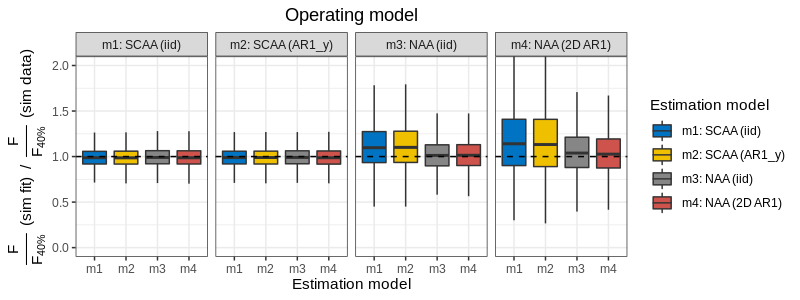 Operating model
m1: SCAA (iid)
m2: SCAA (AR1_y)
m3: NAA (iid)
m4: NAA (2D AR1)
F / F40% (sim fit) / F / F40% (sim data)
2.0
1.5
1.0
0.5
0.0
m1 m2 m3 m4
m1 m2 m3 m4
m1 m2 m3 m4
m1 m2 m3 m4
Estimation model
Estimation model
m1: SCAA (iid)
m2: SCAA (AR1_y)
m3: NAA (iid)
m4: NAA (2D AR1)